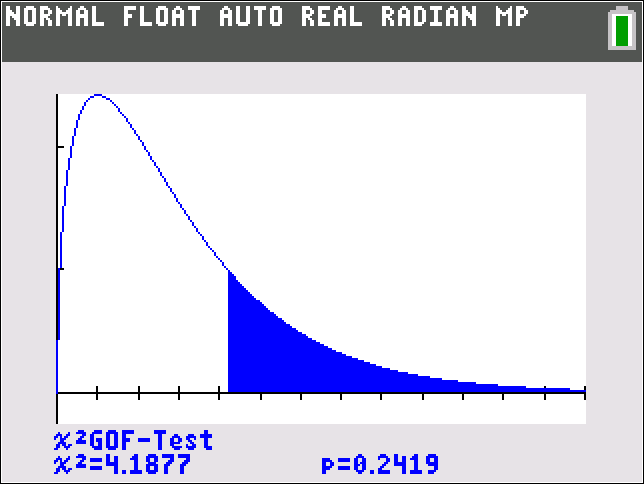 NORMAL FLOAT AUTO REAL RADIAN MP
χ²GOF-Test
χ²=4.1877 p=0.2419